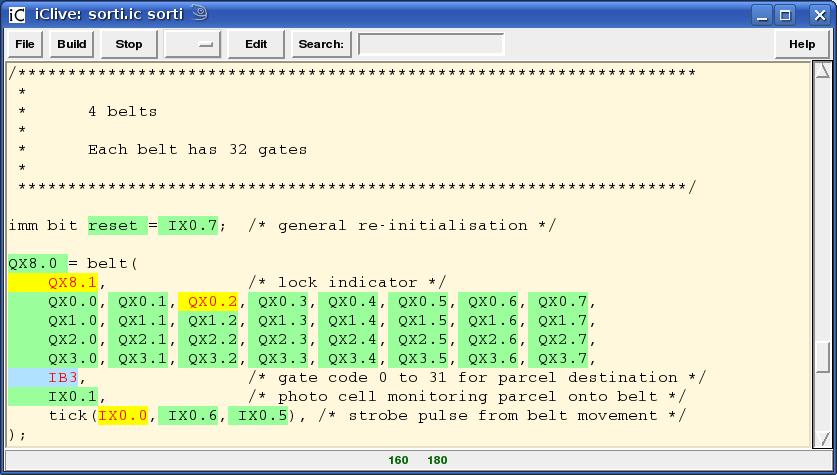 iC iClive: sorti.ic sorti
File Build Stop Edit Search: Help
/********************************************************************
 *
 *      4 belts
 *
 *      Each belt has 32 gates
 *
 *******************************************************************/
imm bit reset = IX0.7;  /* general re-initialisation */
QX8.0 = belt(
    QX8.1,              /* lock indicator */
    QX0.0, QX0.1, QX0.2, QX0.3, QX0.4, QX0.5, QX0.6, QX0.7,
    QX1.0, QX1.1, QX1.2, QX1.3, QX1.4, QX1.5, QX1.6, QX1.7,
    QX2.0, QX2.1, QX2.2, QX2.3, QX2.4, QX2.5, QX2.6, QX2.7,
    QX3.0, QX3.1, QX3.2, QX3.3, QX3.4, QX3.5, QX3.6, QX3.7,
    IB3,                /* gate code 0 to 31 for parcel destination */
    IX0.1,              /* photo cell monitoring parcel onto belt */
    tick(IX0.0, IX0.6, IX0.5), /* strobe pulse from belt movement */
);
160 180